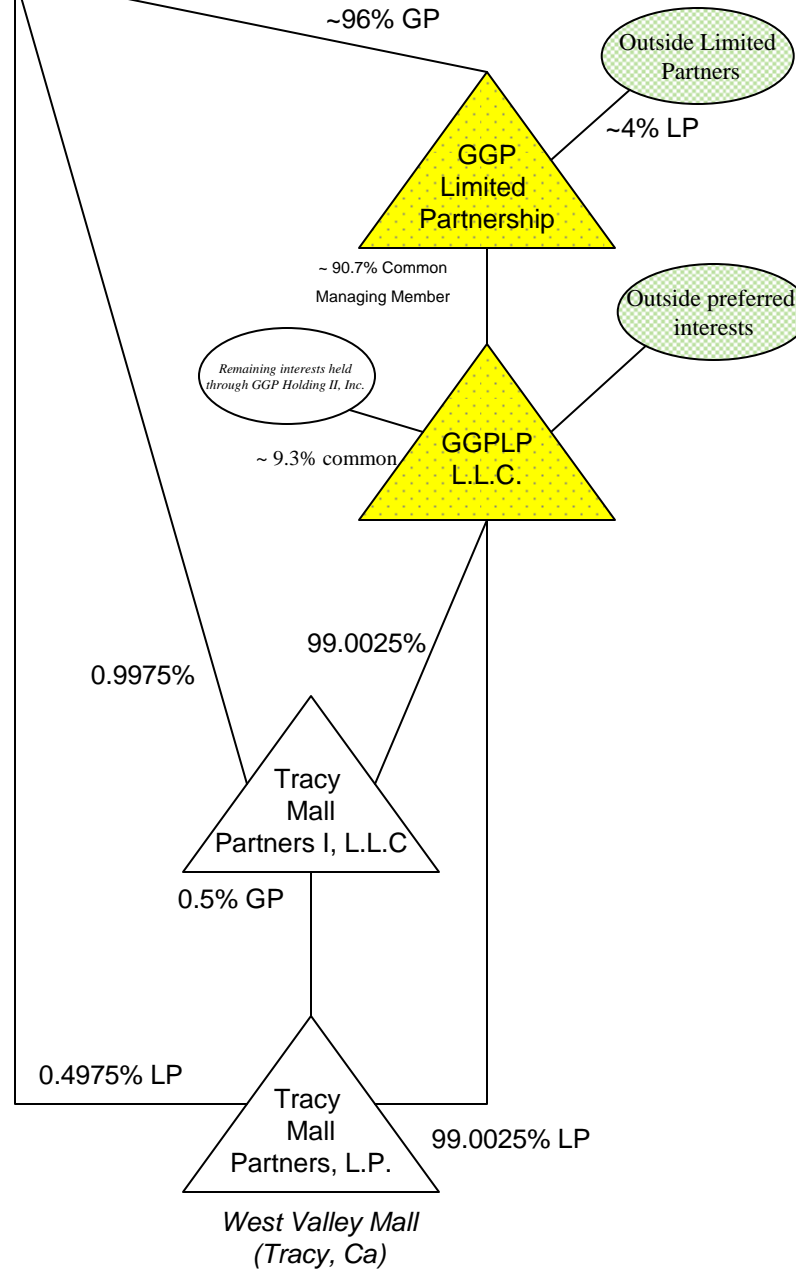 ~96% GP
Outside Limited
Partners
~4% LP
GGP
Limited
Partnership
~ 90.7% Common
Managing Member
Outside preferred
interests
Remaining interests held
through GGP Holding II, Inc.
~ 9.3% common
GGPLP
L.L.C.
99.0025%
0.9975%
Tracy
Mall
Partners I, L.L.C
0.5% GP
0.4975% LP
Tracy
Mall
Partners, L.P.
99.0025% LP
West Valley Mall
(Tracy, Ca)